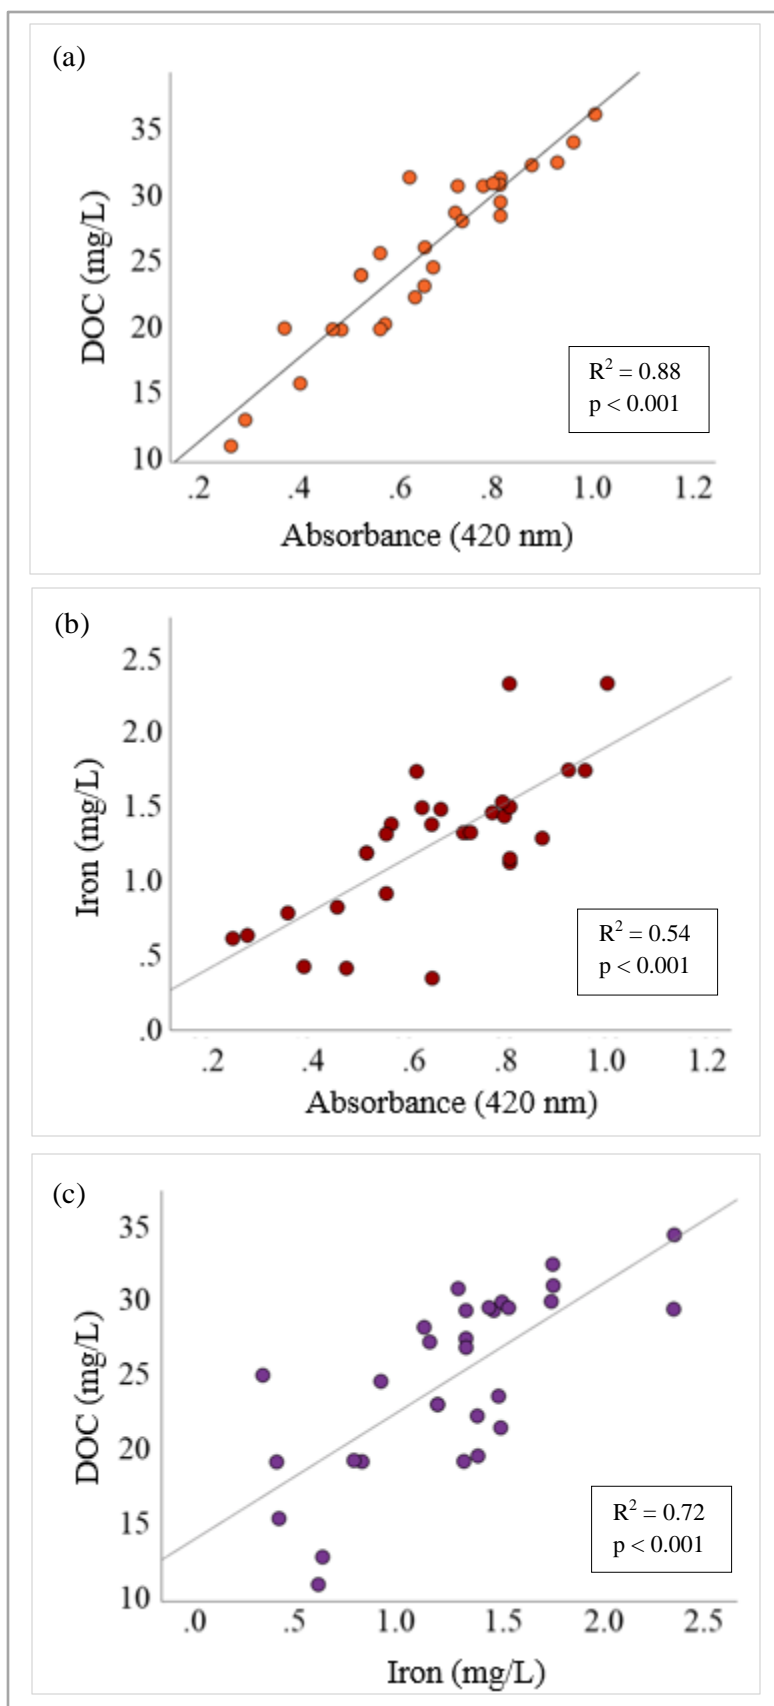 (a)
35
30
DOC (mg/L)
25
20
R² = 0.88
15
p < 0.001
10
.2 .4 .6 .8 1.0 1.2
Absorbance (420 nm)
(b)
2.5
2.0
Iron (mg/L)
1.5
1.0
R² = 0.54
.5
p < 0.001
.0
.2 .4 .6 .8 1.0 1.2
Absorbance (420 nm)
(c)
35
30
DOC (mg/L)
25
20
R² = 0.72
15
p < 0.001
10
.0 .5 1.0 1.5 2.0 2.5
Iron (mg/L)